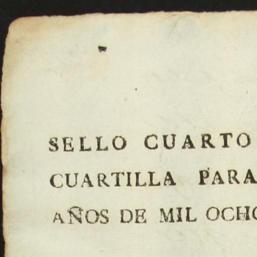 SELLO CUARTO
CUARTILLA PARA
AÑOS DE MIL OCHO